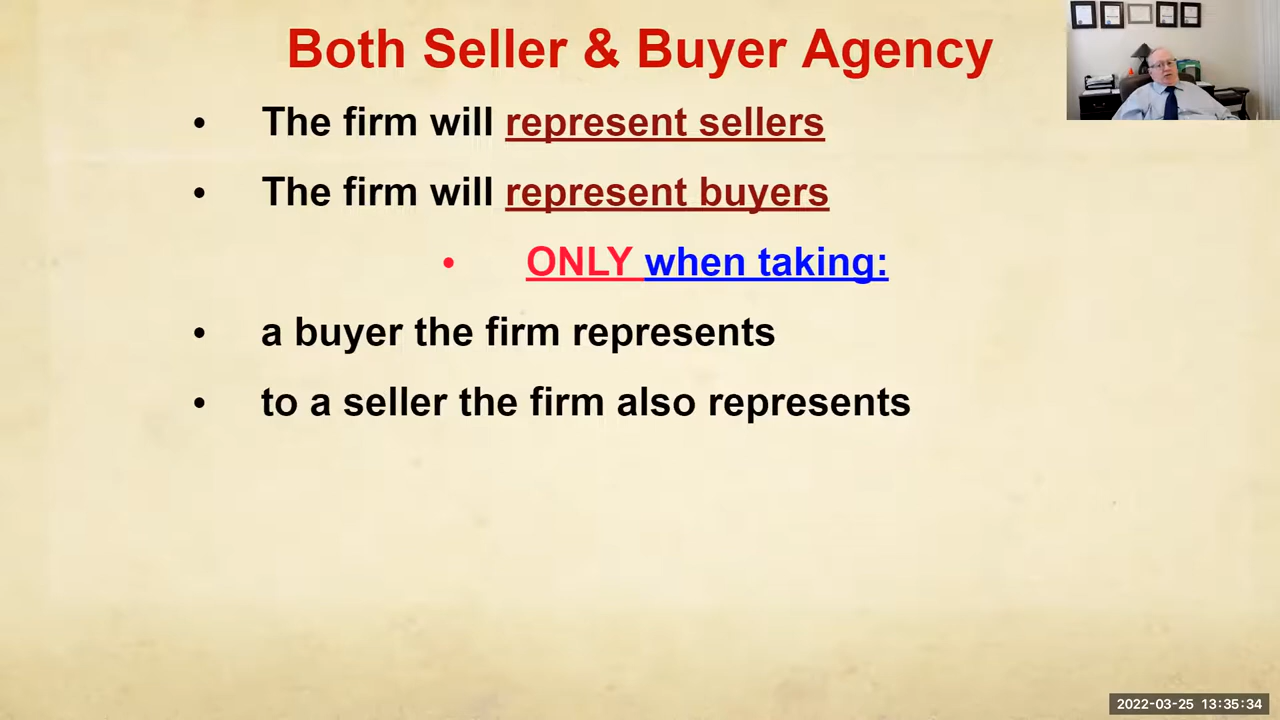 Both Seller & Buyer Agency
• The firm will represent sellers
• The firm will represent buyers
• ONLY when taking:
• a buyer the firm represents
• to a seller the firm also represents
2022-03-25 13:35:34